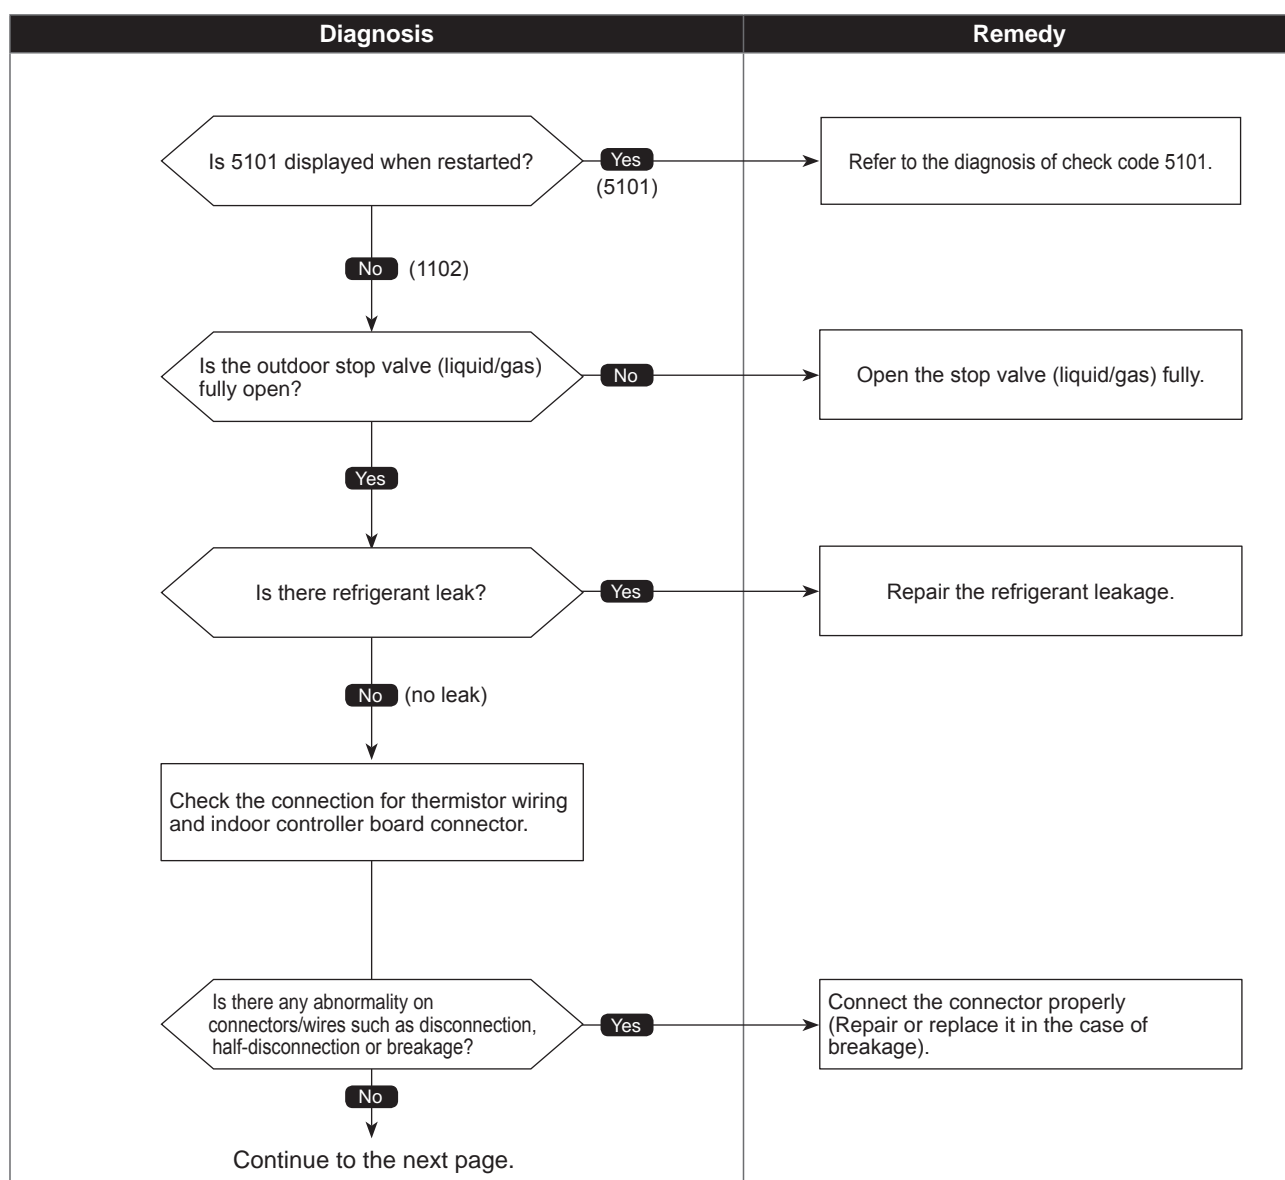 Diagnosis
Remedy
Is 5101 displayed when restarted?
Yes
(5101)
Refer to the diagnosis of check code 5101.
No (1102)
Is the outdoor stop valve (liquid/gas)
fully open?
No
Open the stop valve (liquid/gas) fully.
Yes
Is there refrigerant leak?
Yes
Repair the refrigerant leakage.
No (no leak)
Check the connection for thermistor wiring
and indoor controller board connector.
Is there any abnormality on
connectors/wires such as disconnection,
half-disconnection or breakage?
Yes
Connect the connector properly
(Repair or replace it in the case of
breakage).
No
Continue to the next page.